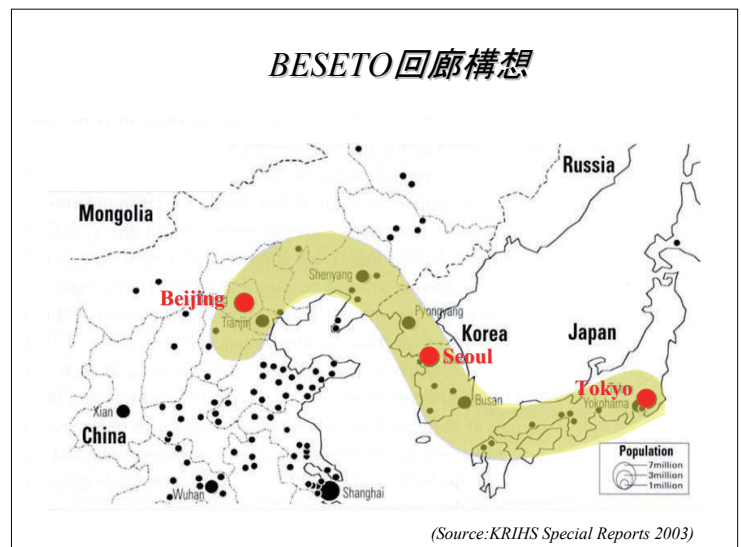 BESETO回廊構想
Russia
Mongolia
Shenyang
Beijing
Tianjin
Pyongyang
Korea
Japan
Seoul
Tokyo
Yokohama
Busan
Xian
China
Wuhan
Shanghai
Population
7million
3million
1million
(Source:KRIHS Special Reports 2003)